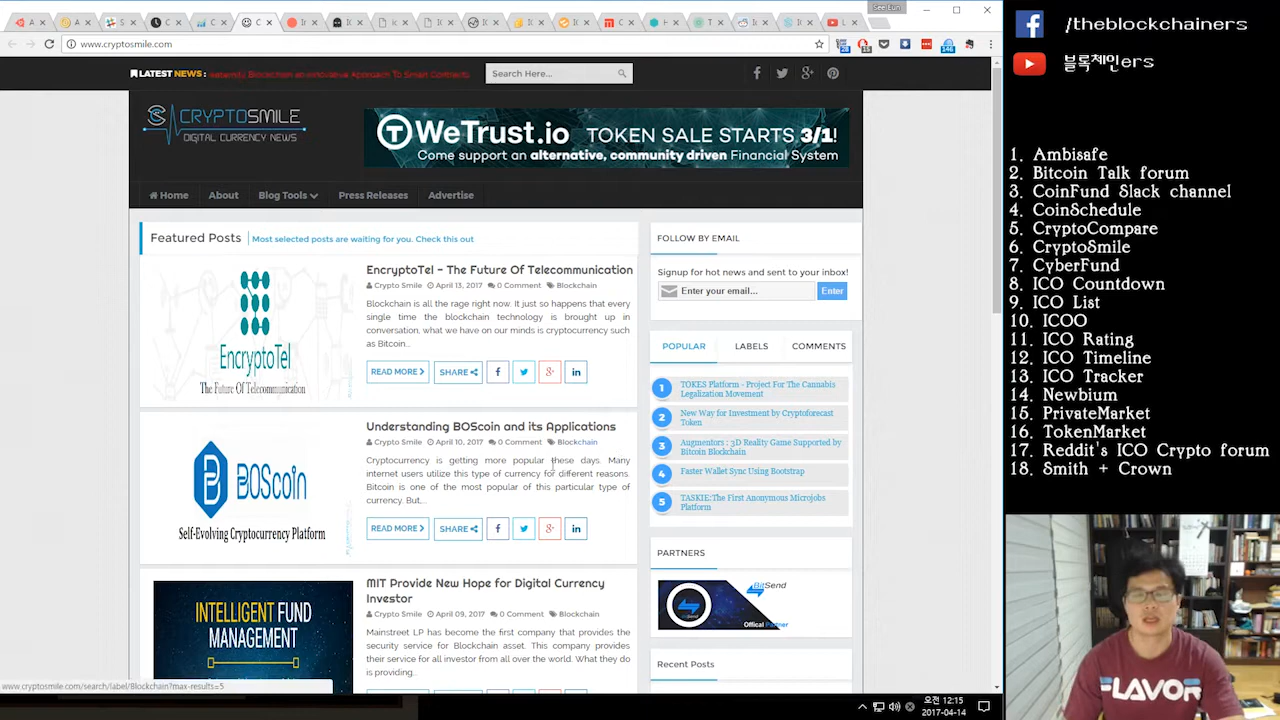 See Eun
www.cryptosmile.com
28
15
146
LATEST NEWS :
Blockchain Approach To Smart Contracts
Search Here...
CRYPTOSMILE
DIGITAL CURRENCY NEWS
WeTrust.io TOKEN SALE STARTS 3/1!
Come support an alternative, community driven Financial System
Home About Blog Tools Press Releases Advertise
Featured Posts Most selected posts are waiting for you. Check this out
EncryptoTel
The Future Of Telecommunication
EncryptoTel – The Future Of Telecommunication
Crypto Smile April 13, 2017 0 Comment Blockchain
Blockchain is all the rage right now. It just so happens that every
single time the blockchain technology is brought up in
conversation, what we have on our minds is cryptocurrency such
as Bitcoin...
READ MORE SHARE
BOScoin
Self-Evolving Cryptocurrency Platform
Understanding BOScoin and its Applications
Crypto Smile April 10, 2017 0 Comment Blockchain
Cryptocurrency is getting more popular these days. Many
internet users utilize this type of currency for different reasons.
Bitcoin is one of the most popular of this particular type of
currency. But,...
READ MORE SHARE
INTELLIGENT FUND
MANAGEMENT
MIT Provide New Hope for Digital Currency
Investor
Crypto Smile April 09, 2017 0 Comment Blockchain
Mainstreet LP has become the first company that provides the
security service for Blockchain asset. This company provides
their service for all investor from all over the world. What they do
is providing...
FOLLOW BY EMAIL
Signup for hot news and sent to your inbox!
Enter your email... Enter
POPULAR LABELS COMMENTS
1 TOKES Platform - Project For The Cannabis
Legalization Movement
2 New Way for Investment by Cryptoforecast
Token
3 Augmentors : 3D Reality Game Supported by
Bitcoin Blockchain
4 Faster Wallet Sync Using Bootstrap
5 TASKIE:The First Anonymous Microjobs
Platform
PARTNERS
BitSend
Offical Partner
Recent Posts
www.cryptosmile.com/search/label/Blockchain?max-results=5
오전 12:15
2017-04-14
/theblockchainers
블록체인ers
1. Ambisafe
2. Bitcoin Talk forum
3. CoinFund Slack channel
4. CoinSchedule
5. CryptoCompare
6. CryptoSmile
7. CyberFund
8. ICO Countdown
9. ICO List
10. ICOO
11. ICO Rating
12. ICO Timeline
13. ICO Tracker
14. Newbium
15. PrivateMarket
16. TokenMarket
17. Reddit's ICO Crypto forum
18. Smith + Crown
FLAVOR